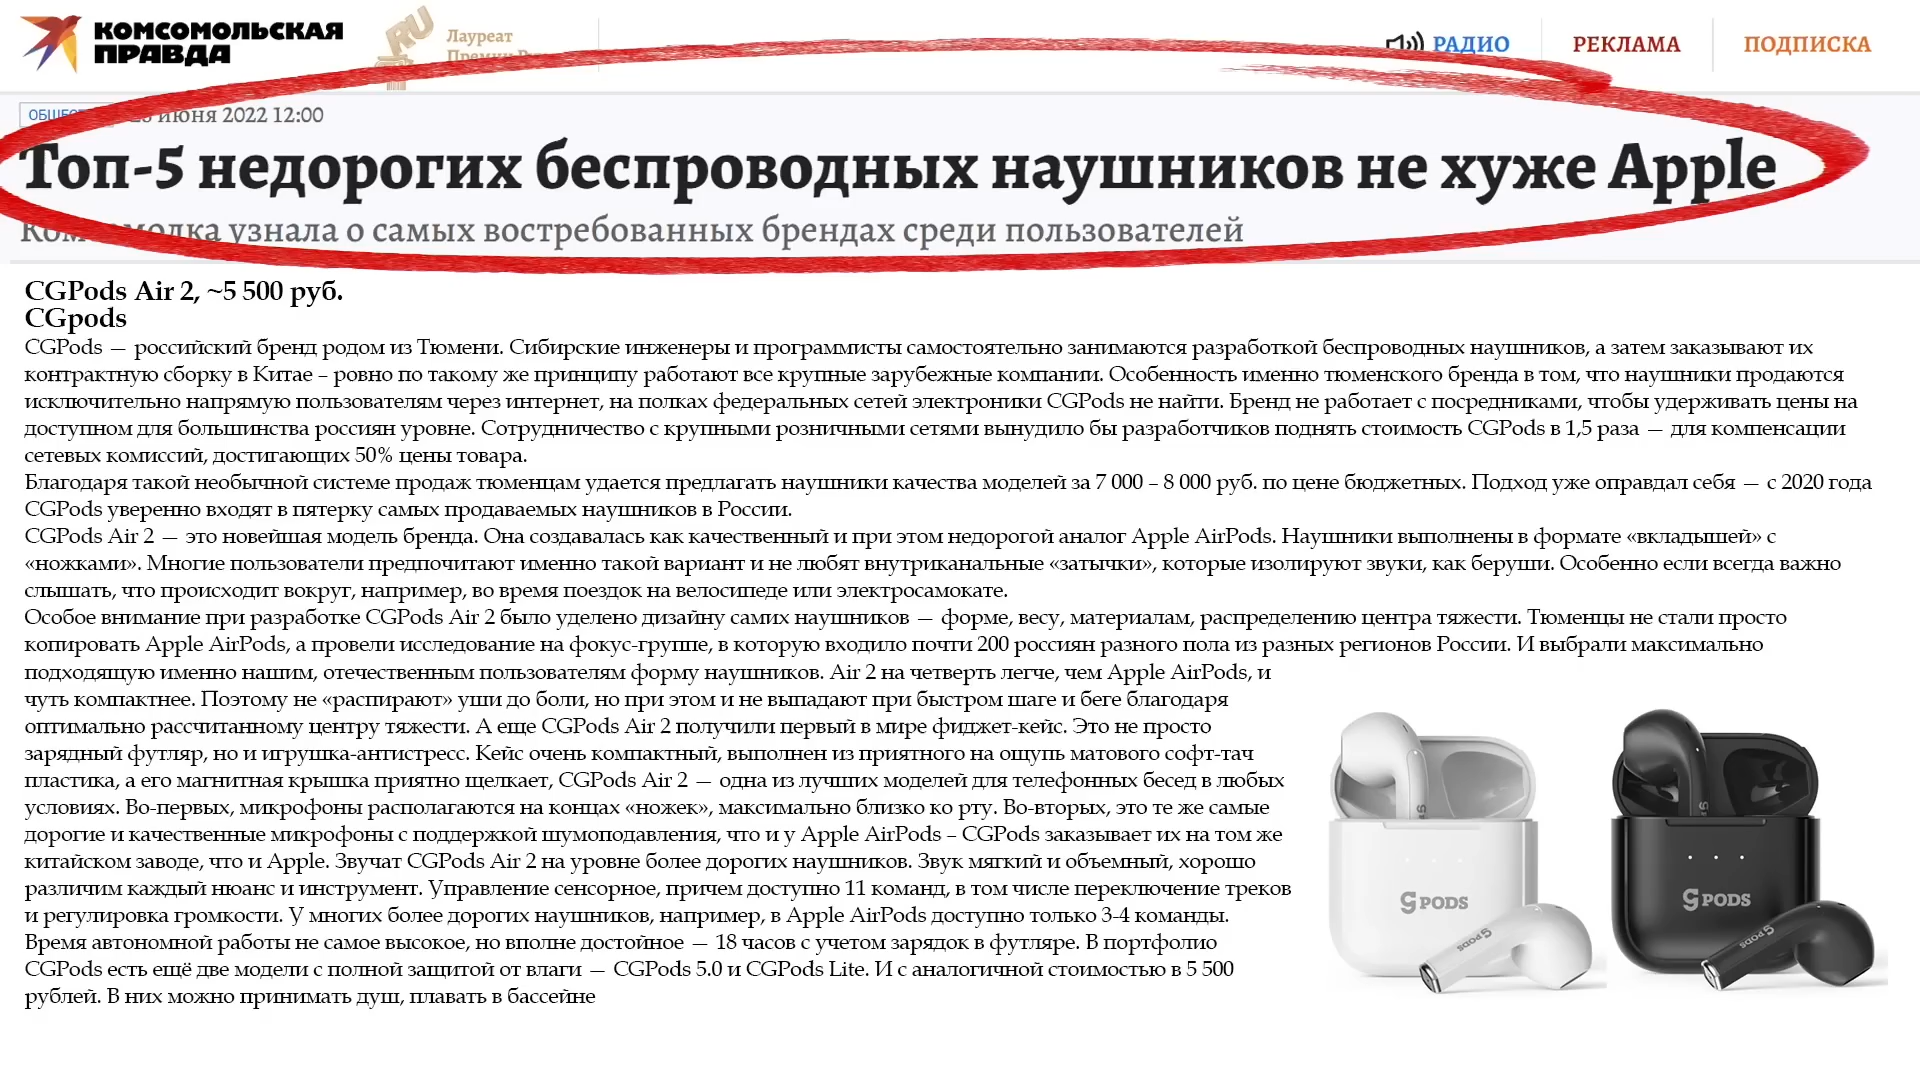 КОМСОМОЛЬСКАЯ
ПРАВДА
RU
Лауреат
Премии
РАДИО
РЕКЛАМА
ПОДПИСКА
июня 2022 12:00
Топ-5 недорогих беспроводных наушников не хуже Apple
узнала о самых востребованных брендах среди пользователей
CGPods Air 2, ~5 500 руб.
CGpods
CGPods — российский бренд родом из Тюмени. Сибирские инженеры и программисты самостоятельно занимаются разработкой беспроводных наушников, а затем заказывают их
контрактную сборку в Китае – ровно по такому же принципу работают все крупные зарубежные компании. Особенность именно тюменского бренда в том, что наушники продаются
исключительно напрямую пользователям через интернет, на полках федеральных сетей электроники CGPods не найти. Бренд не работает с посредниками, чтобы удерживать цены на
доступном для большинства россиян уровне. Сотрудничество с крупными розничными сетями вынудило бы разработчиков поднять стоимость CGPods в 1,5 раза — для компенсации
сетевых комиссий, достигающих 50% цены товара.
Благодаря такой необычной системе продаж тюменцам удается предлагать наушники качества моделей за 7 000 – 8 000 руб. по цене бюджетных. Подход уже оправдал себя — с 2020 года
CGPods уверенно входят в пятерку самых продаваемых наушников в России.
CGPods Air 2 — это новейшая модель бренда. Она создавалась как качественный и при этом недорогой аналог Apple AirPods. Наушники выполнены в формате «вкладышей» с
«ножками». Многие пользователи предпочитают именно такой вариант и не любят внутриканальные «затычки», которые изолируют звуки, как беруши. Особенно если всегда важно
слышать, что происходит вокруг, например, во время поездок на велосипеде или электросамокате.
Особое внимание при разработке CGPods Air 2 было уделено дизайну самих наушников — форме, весу, материалам, распределению центра тяжести. Тюменцы не стали просто
копировать Apple AirPods, а провели исследование на фокус-группе, в которую входило почти 200 россиян разного пола из разных регионов России. И выбрали максимально
подходящую именно нашим, отечественным пользователям форму наушников. Air 2 на четверть легче, чем Apple AirPods, и
чуть компактнее. Поэтому не «распирают» уши до боли, но при этом и не выпадают при быстром шаге и беге благодаря
оптимально рассчитанному центру тяжести. А еще CGPods Air 2 получили первый в мире фиджет-кейс. Это не просто
зарядный футляр, но и игрушка-антистресс. Кейс очень компактный, выполнен из приятного на ощупь матового софт-тач
пластика, а его магнитная крышка приятно щелкает, CGPods Air 2 — одна из лучших моделей для телефонных бесед в любых
условиях. Во-первых, микрофоны располагаются на концах «ножек», максимально близко ко рту. Во-вторых, это те же самые
дорогие и качественные микрофоны с поддержкой шумоподавления, что и у Apple AirPods – CGPods заказывает их на том же
китайском заводе, что и Apple. Звучат CGPods Air 2 на уровне более дорогих наушников. Звук мягкий и объемный, хорошо
различим каждый нюанс и инструмент. Управление сенсорное, причем доступно 11 команд, в том числе переключение треков
и регулировка громкости. У многих более дорогих наушников, например, в Apple AirPods доступно только 3-4 команды.
Время автономной работы не самое высокое, но вполне достойное — 18 часов с учетом зарядок в футляре. В портфолио
CGPods есть ещё две модели с полной защитой от влаги — CGPods 5.0 и CGPods Lite. И с аналогичной стоимостью в 5 500
рублей. В них можно принимать душ, плавать в бассейне
PODS
PODS
PODS
PODS